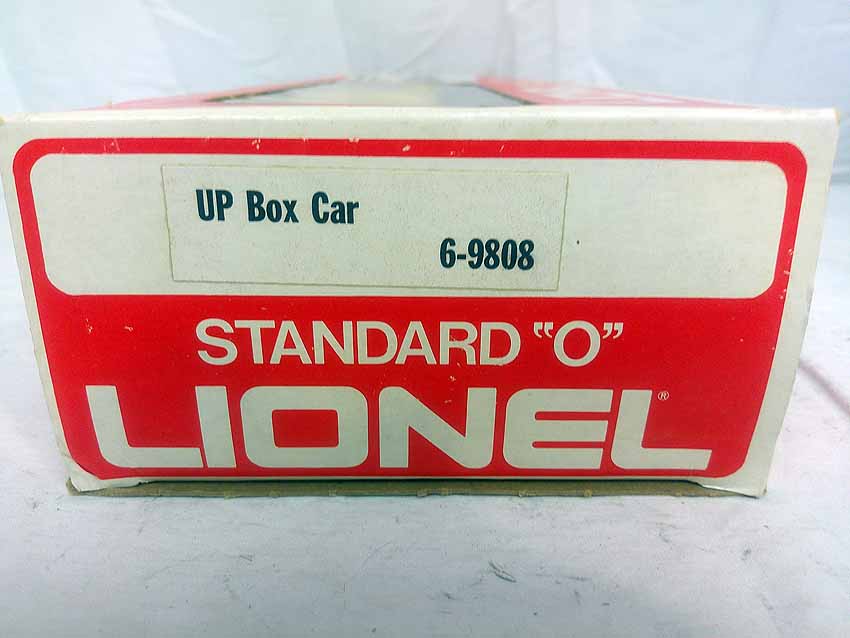 UP Box Car
6-9808
STANDARD “O”
LIONEL®